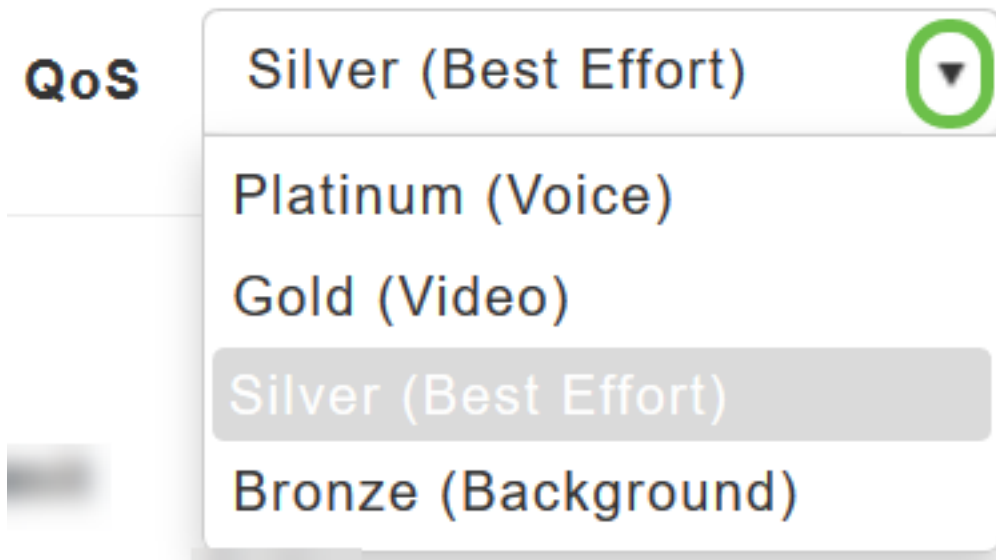 QoS Silver (Best Effort)
Platinum (Voice)
Gold (Video)
Silver (Best Effort)
Bronze (Background)